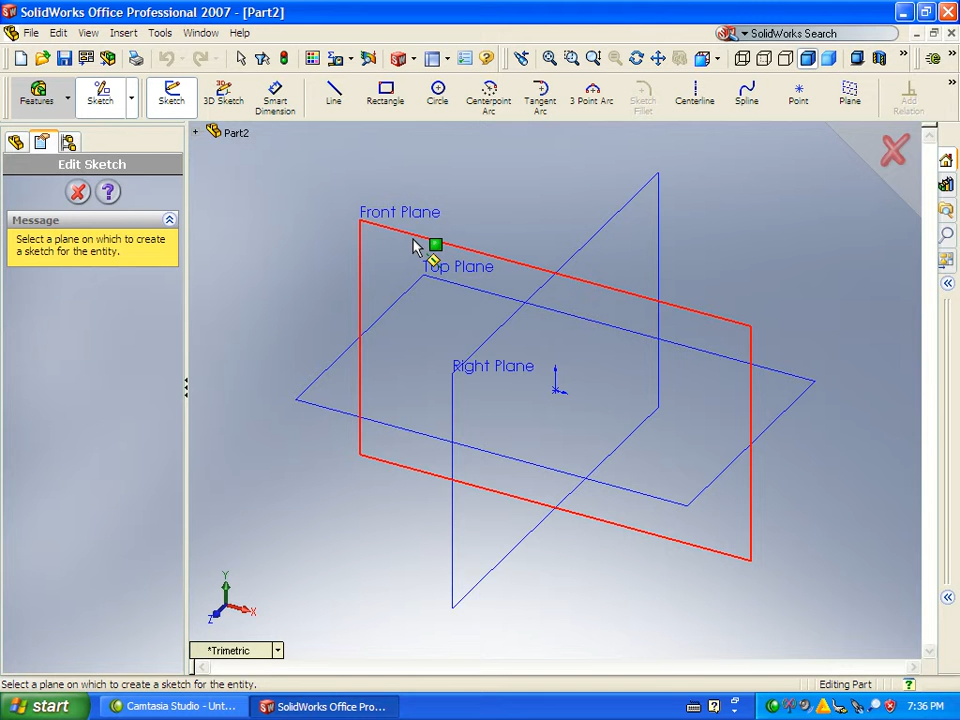 SolidWorks Office Professional 2007 - [Part2]
File Edit View Insert Tools Window Help
SolidWorks Search
Features
Sketch
Sketch
3D Sketch
Smart Dimension
Line
Rectangle
Circle
Centerpoint Arc
Tangent Arc
3 Point Arc
Sketch Fillet
Centerline
Spline
Point
Plane
Add Relation
Part2
Edit Sketch
Message
Select a plane on which to create
a sketch for the entity.
Front Plane
Top Plane
Right Plane
Y
X
Z
*Trimetric
Select a plane on which to create a sketch for the entity.
Editing Part
start
Camtasia Studio - Unt...
SolidWorks Office Pro...
7:36 PM